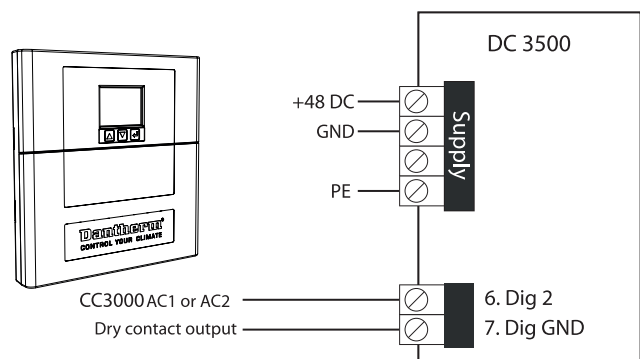 DC 3500
+48 DC
GND
PE
Supply
Dantherm®
CONTROL YOUR CLIMATE
CC3000 AC1 or AC2
Dry contact output
6. Dig 2
7. Dig GND